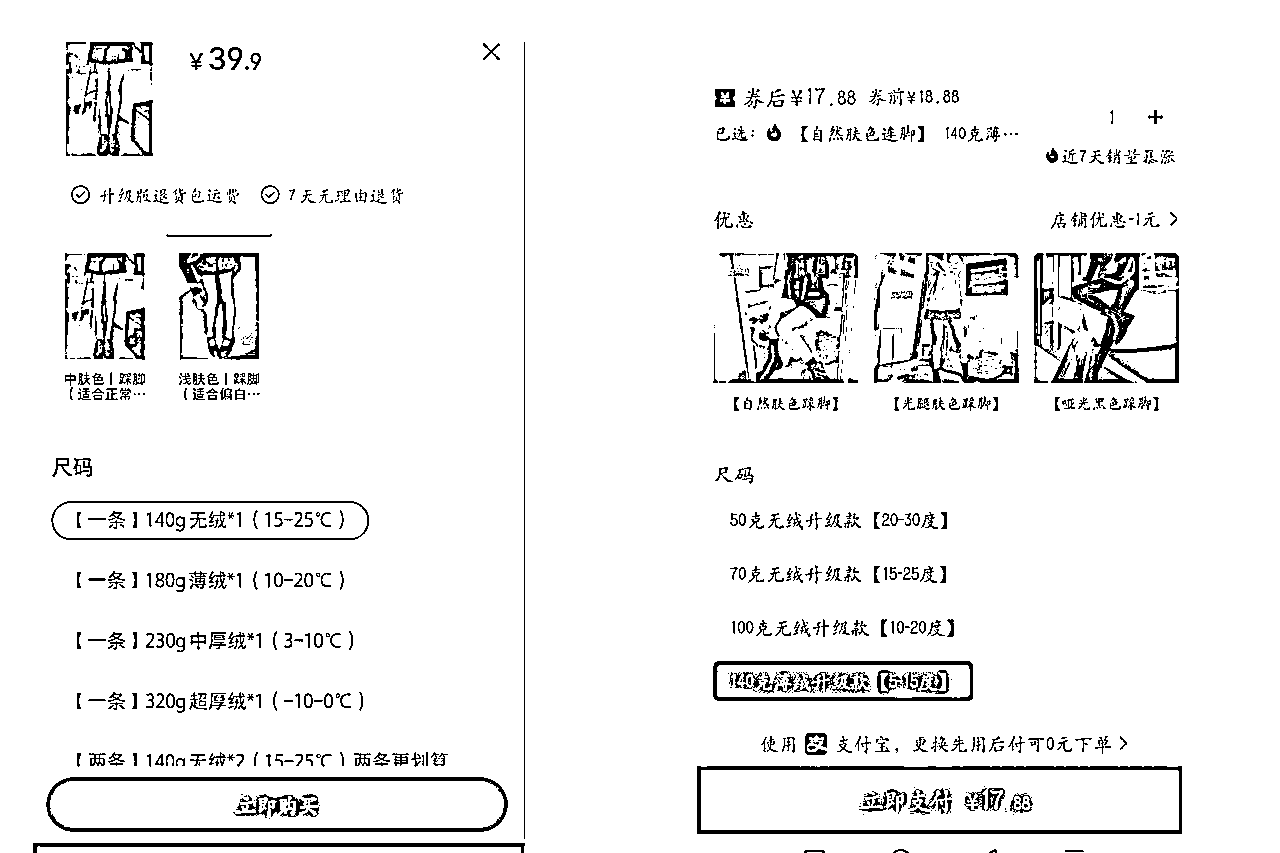 ¥39.9
升级版退货包运费 7天无理由退货
中肤色|踩脚
(适合正常…
浅肤色|踩脚
(适合偏白…
尺码
【一条】140g无绒*1(15-25℃)
【一条】180g薄绒*1(10-20℃)
【一条】230g中厚绒*1(3-10℃)
【一条】320g超厚绒*1(-10-0℃)
【两条】140g无绒*2(15-25℃)两条更划算
立即购买
券后¥17.88 券前¥18.88
已选: 【自然肤色连脚】 140克薄…
1 +
近7天销量暴涨
优惠
店铺优惠-1元 >
【自然肤色踩脚】
【光腿肤色踩脚】
【哑光黑色踩脚】
尺码
50克无绒升级款【20-30度】
70克无绒升级款【15-25度】
100克无绒升级款【10-20度】
140克薄绒升级款【5-15度】
使用 支 支付宝,更换先用后付可0元下单 >
立即支付 ¥17.88